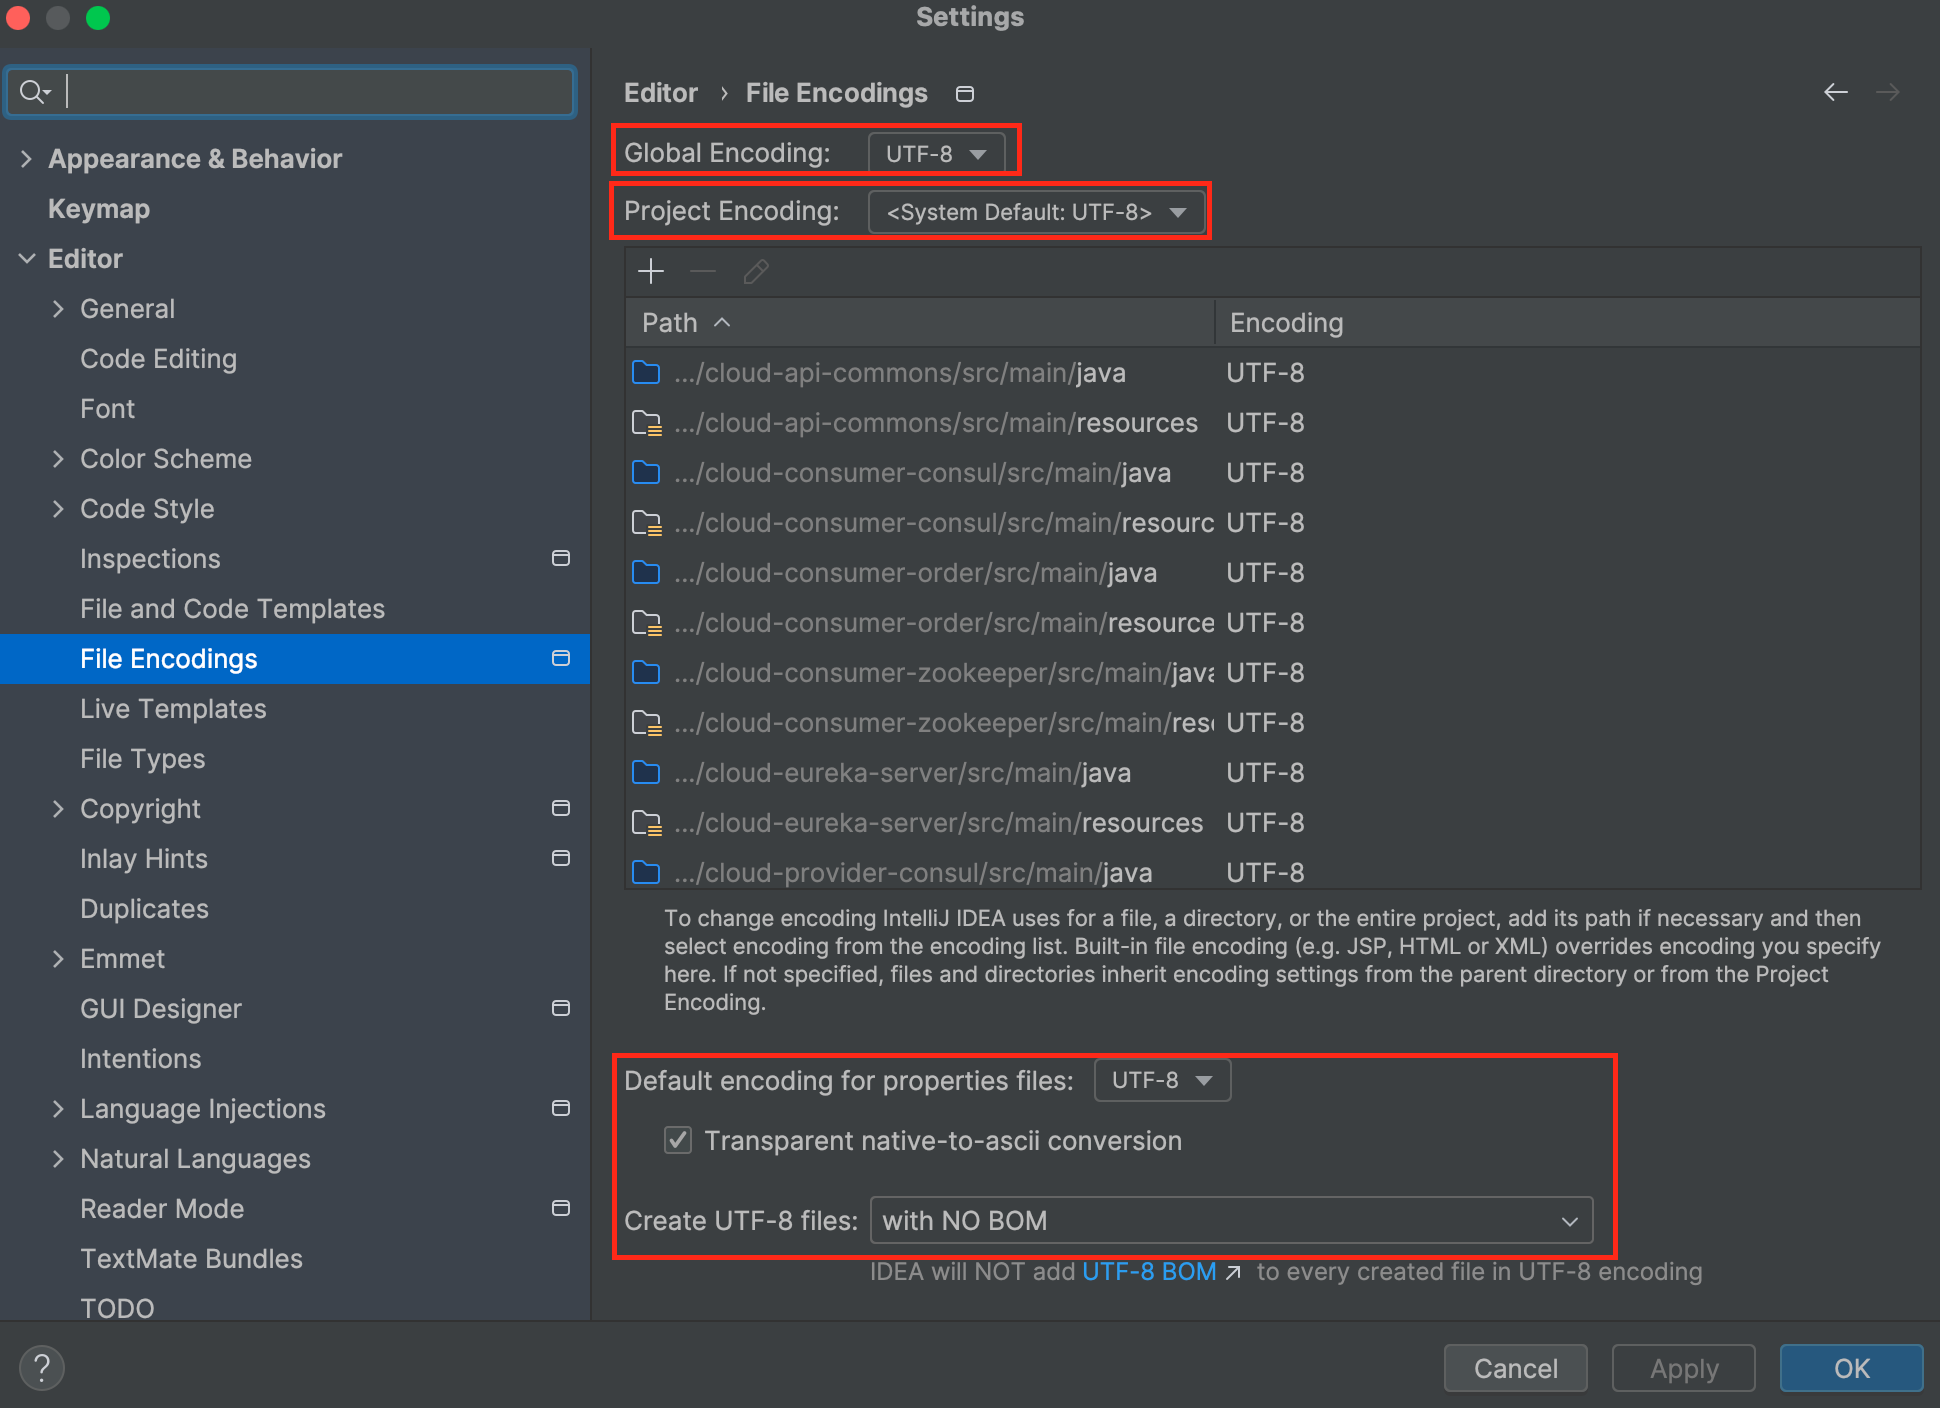 Settings
Appearance & Behavior
Keymap
Editor
General
Code Editing
Font
Color Scheme
Code Style
Inspections
File and Code Templates
File Encodings
Live Templates
File Types
Copyright
Inlay Hints
Duplicates
Emmet
GUI Designer
Intentions
Language Injections
Natural Languages
Reader Mode
TextMate Bundles
TODO
Editor › File Encodings
Global Encoding: UTF-8
Project Encoding: <System Default: UTF-8>
Path Encoding
.../cloud-api-commons/src/main/java UTF-8
.../cloud-api-commons/src/main/resources UTF-8
.../cloud-consumer-consul/src/main/java UTF-8
.../cloud-consumer-consul/src/main/resourc UTF-8
.../cloud-consumer-order/src/main/java UTF-8
.../cloud-consumer-order/src/main/resource UTF-8
.../cloud-consumer-zookeeper/src/main/java UTF-8
.../cloud-consumer-zookeeper/src/main/reso UTF-8
.../cloud-eureka-server/src/main/java UTF-8
.../cloud-eureka-server/src/main/resources UTF-8
.../cloud-provider-consul/src/main/java UTF-8
To change encoding IntelliJ IDEA uses for a file, a directory, or the entire project, add its path if necessary and then
select encoding from the encoding list. Built-in file encoding (e.g. JSP, HTML or XML) overrides encoding you specify
here. If not specified, files and directories inherit encoding settings from the parent directory or from the Project
Encoding.
Default encoding for properties files: UTF-8
Transparent native-to-ascii conversion
Create UTF-8 files: with NO BOM
IDEA will NOT add UTF-8 BOM ↗ to every created file in UTF-8 encoding
?
Cancel
Apply
OK